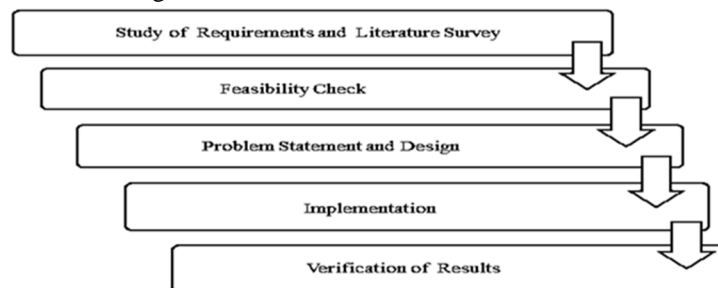 Study of Requirements and Literature Survey
Feasibility Check
Problem Statement and Design
Implementation
Verification of Results